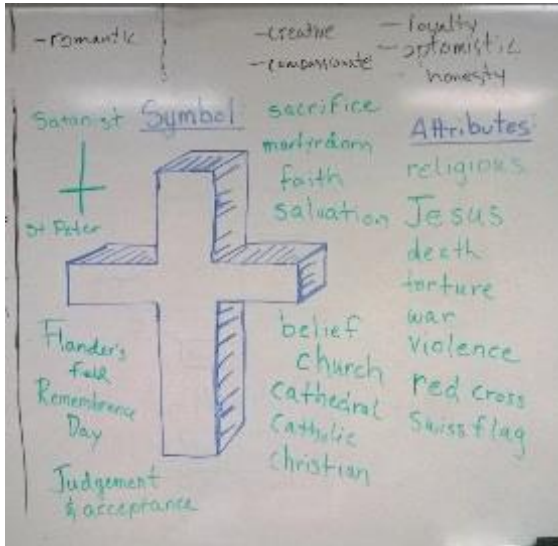 - romantic
- creative
- compassionate
- loyalty
- optomistic
honesty
Satanist
Symbol
St Peter
sacrifice
martyrdom
faith
salvation
Attributes
religious
Jesus
death
torture
war
violence
red cross
Swiss flag
Flander's
field
Remembrance
Day
Judgement
& acceptance
belief
church
cathedral
Catholic
christian